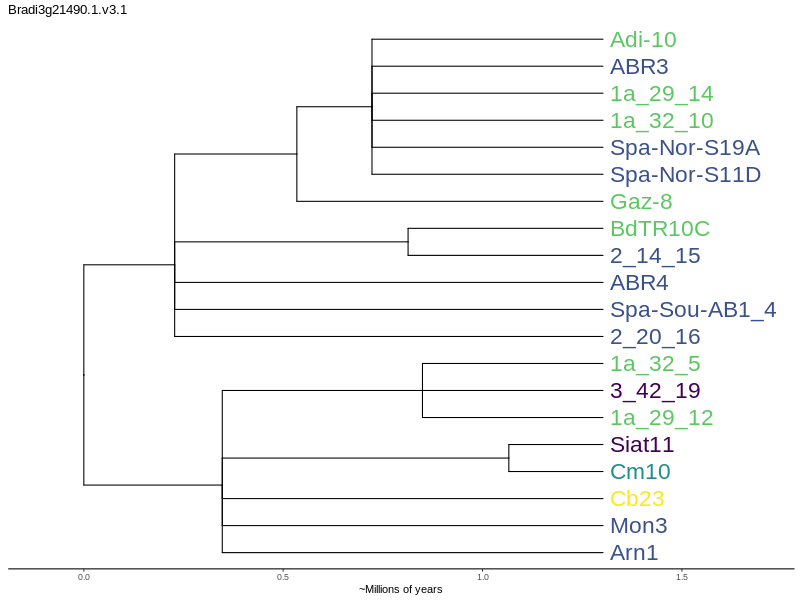 Bradi3g21490.1.v3.1
Adi-10
ABR3
1a_29_14
1a_32_10
Spa-Nor-S19A
Spa-Nor-S11D
Gaz-8
BdTR10C
2_14_15
ABR4
Spa-Sou-AB1_4
2_20_16
1a_32_5
3_42_19
1a_29_12
Siat11
Cm10
Cb23
Mon3
Arn1
0.0 0.5 1.0 1.5
~Millions of years